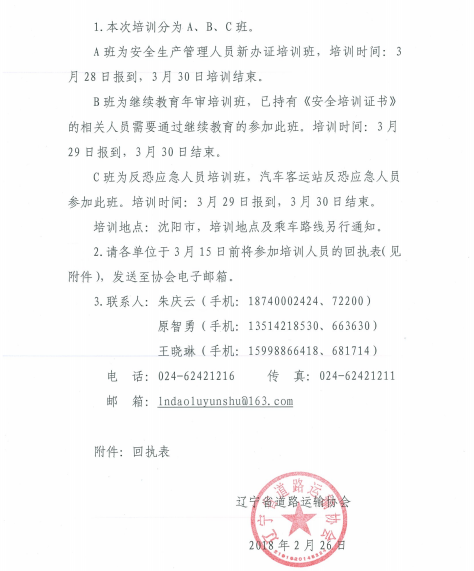 1.本次培训分为 A、B、C 班。
A 班为安全生产管理人员新办证培训班，培训时间：3
月 28 日报到，3 月 30 日培训结束。
B 班为继续教育年审培训班，已持有《安全培训证书》
的相关人员需要通过继续教育的参加此班。培训时间：3 月
29 日报到，3 月 30 日结束。
C 班为反恐应急人员培训班，汽车客运站反恐应急人员
参加此班。培训时间：3 月 29 日报到，3 月 30 日结束。
培训地点：沈阳市，培训地点及乘车路线另行通知。
2.请各单位于 3 月 15 日前将参加培训人员的回执表（见
附件），发送至协会电子邮箱。
3.联系人：朱庆云（手机：18740002424、72200）
原智勇（手机：13514218530、663630）
王晓琳（手机：15998866418、681714）
电 话：024-62421216 传 真：024-62421211
邮 箱：lndaoluyunshu@163.com
附件：回执表
辽宁省道路运输协会
辽宁省道路运输协会
2018 年 2 月 26 日